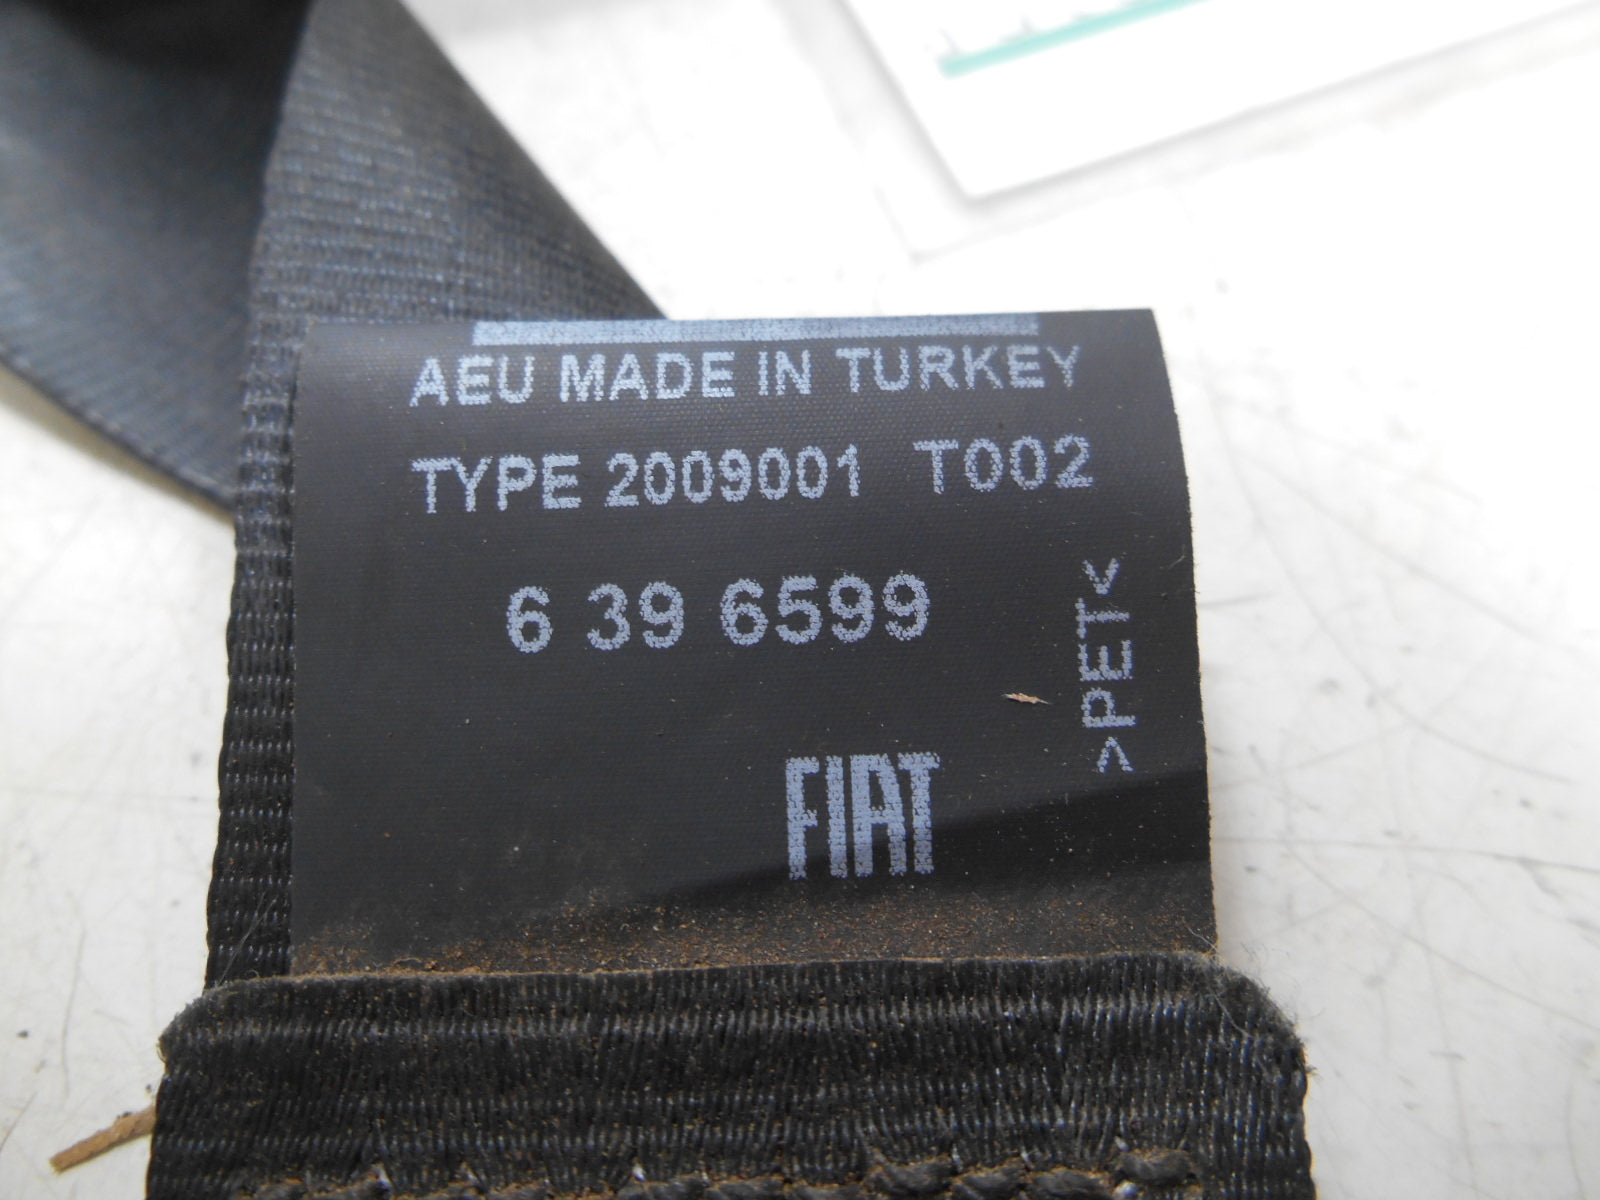 AEU MADE IN TURKEY
TYPE 2009001 T002
6 39 6599
>PET<
FIAT